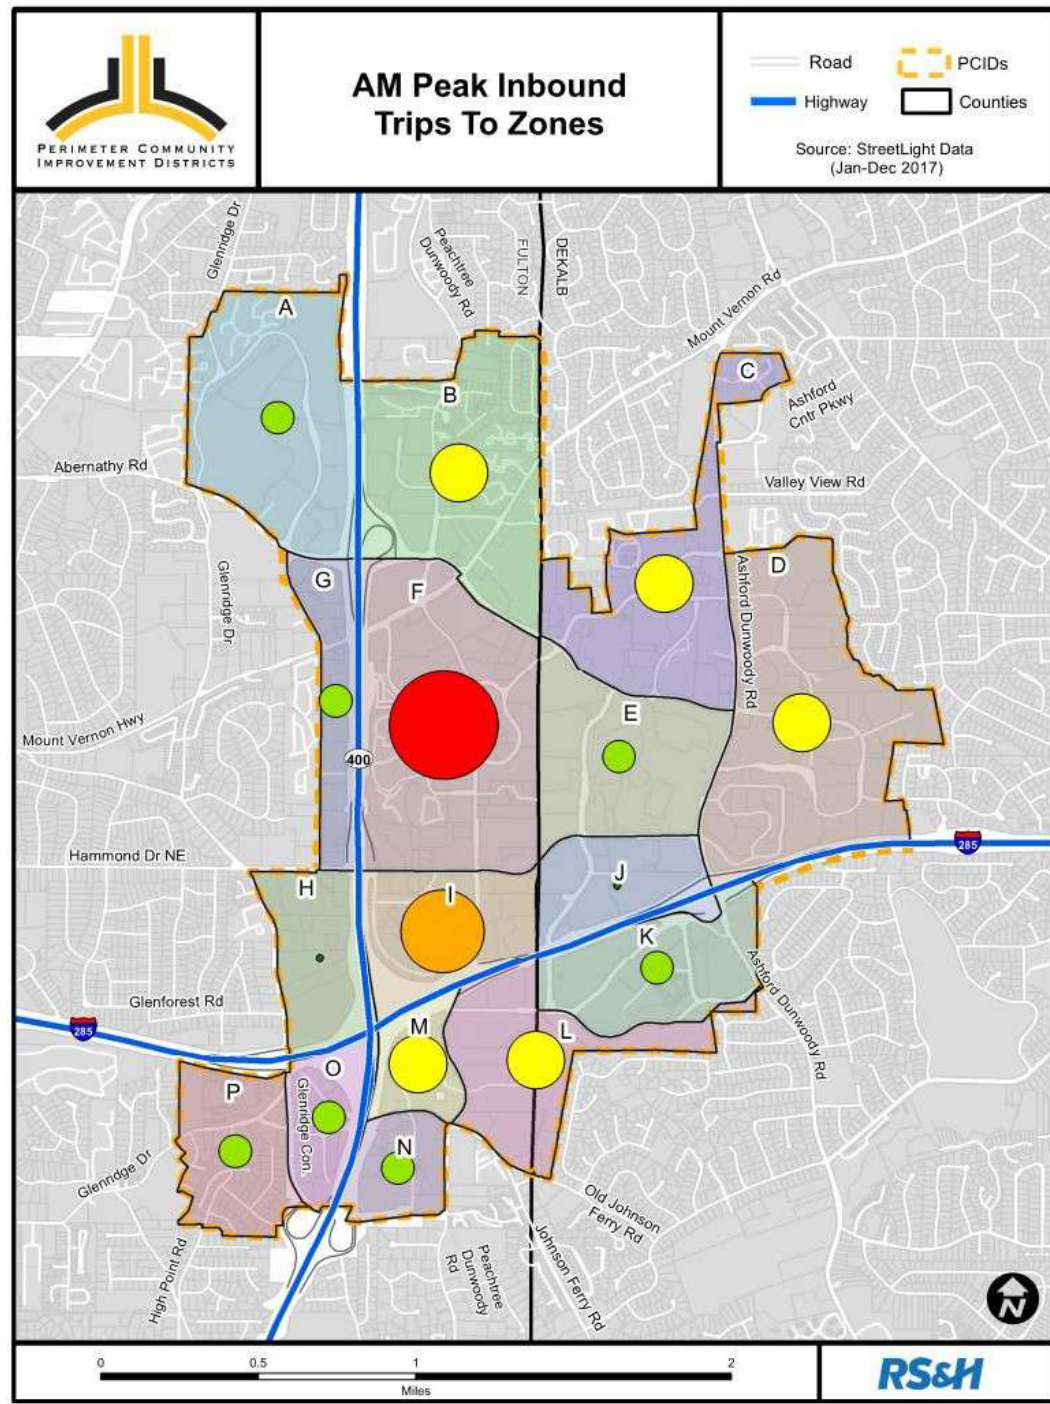 PERIMETER COMMUNITY
IMPROVEMENT DISTRICTS
AM Peak Inbound
Trips To Zones
Road
PCIDs
Highway
Counties
Source: StreetLight Data
(Jan-Dec 2017)
Glenridge Dr
Peachtree
Dunwoody Rd
FULTON
DEKALB
Mount Vernon Rd
A
B
C
Ashford
Cntr Pkwy
Abernathy Rd
Valley View Rd
Glenridge Dr
G
F
Ashford Dunwoody Rd
D
E
Mount Vernon Hwy
400
Hammond Dr NE
285
H
I
J
K
Glenforest Rd
Ashford Dunwoody Rd
285
M
L
O
P
Glenridge Con.
N
Glenridge Dr
Old Johnson
Ferry Rd
High Point Rd
Peachtree
Dunwoody
Rd
Johnson Ferry Rd
N
0
0.5
1
2
Miles
RS&H